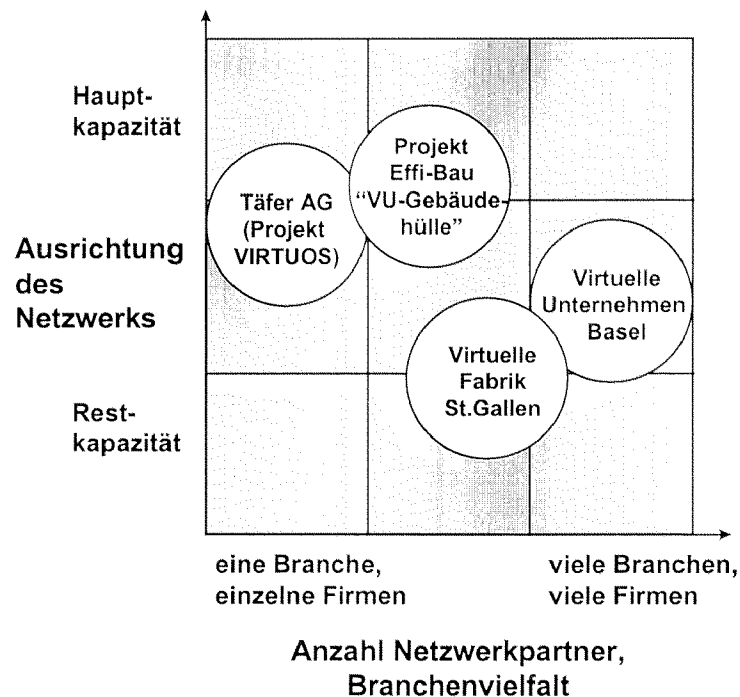 Haupt-
kapazität
Ausrichtung
des
Netzwerks
Rest-
kapazität
Täfer AG
(Projekt
VIRTUOS)
Projekt
Effi-Bau
“VU-Gebäude-
hülle”
Virtuelle
Fabrik
St.Gallen
Virtuelle
Unternehmen
Basel
eine Branche,
einzelne Firmen
viele Branchen,
viele Firmen
Anzahl Netzwerkpartner,
Branchenvielfalt